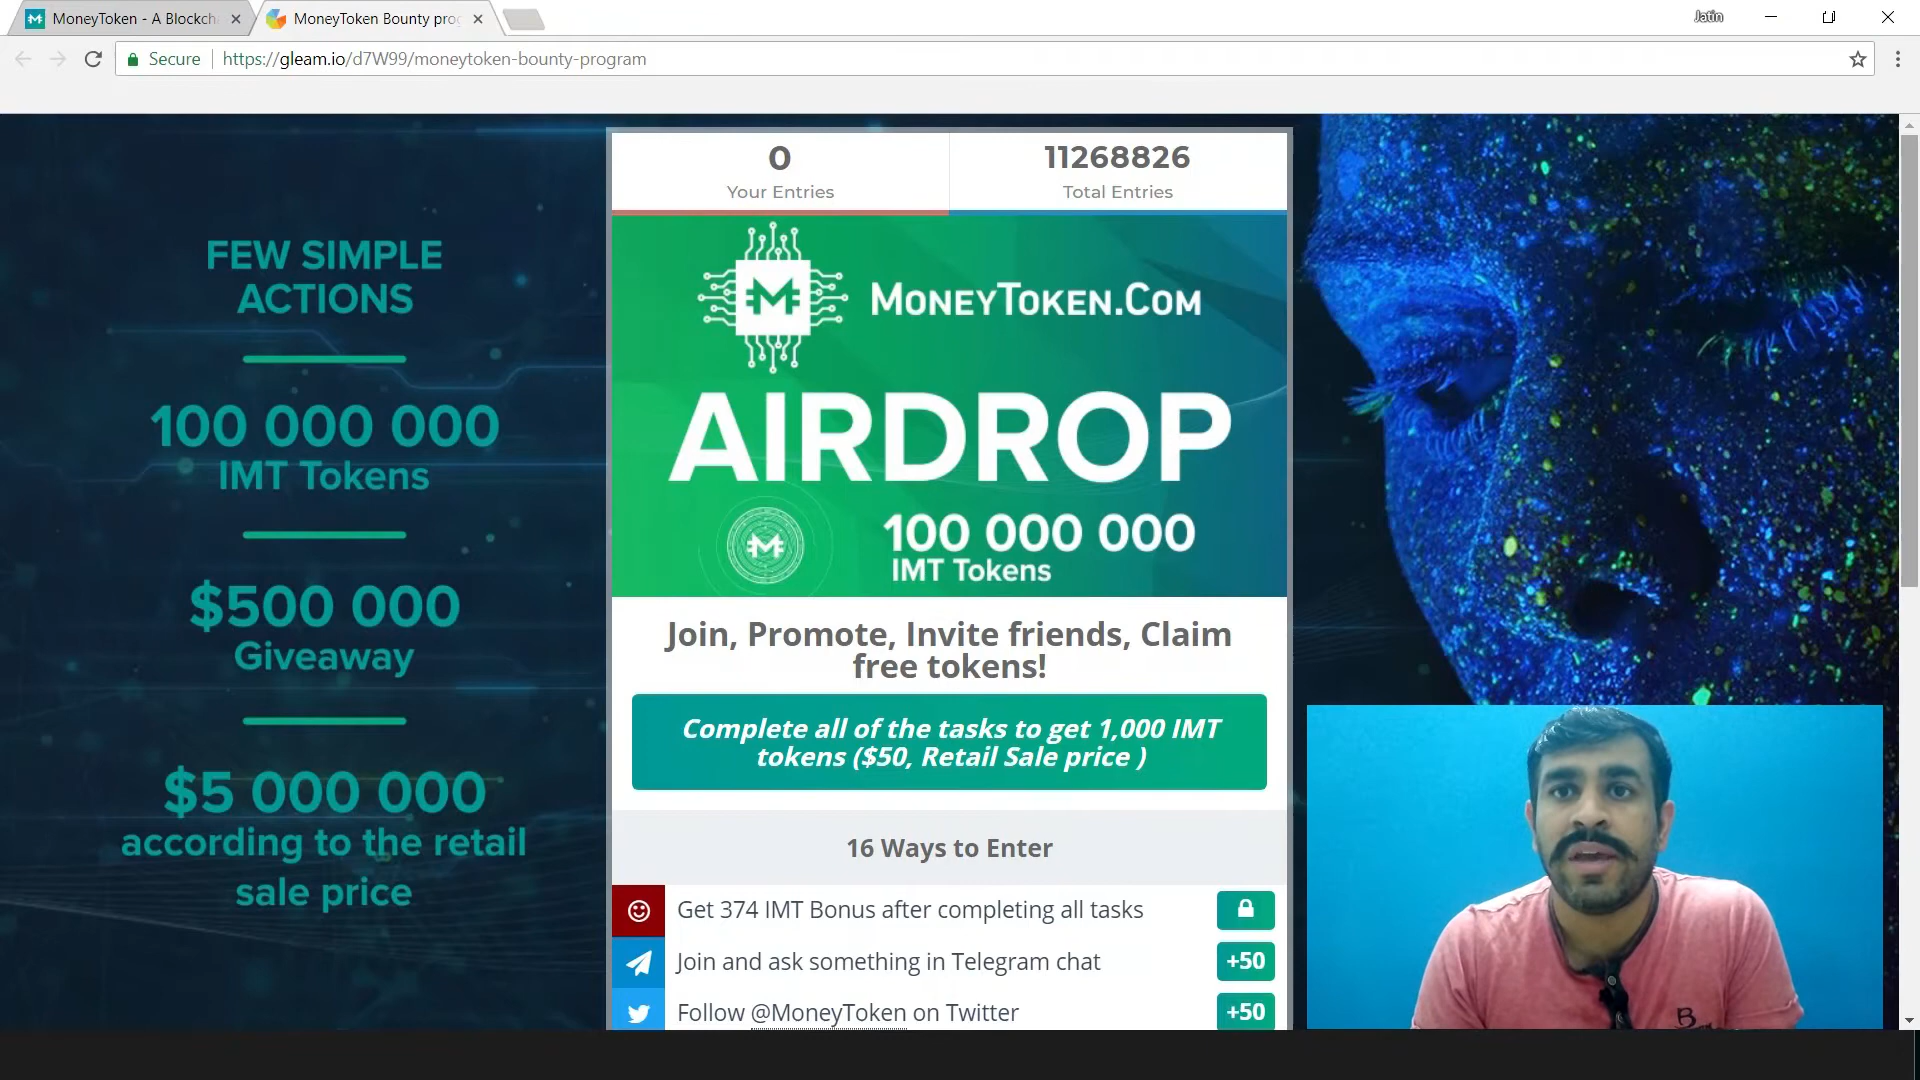 MoneyToken - A Blockch
MoneyToken Bounty prog
Jatin
Secure
https://gleam.io/d7W99/moneytoken-bounty-program
FEW SIMPLE
ACTIONS
100 000 000
IMT Tokens
$500 000
Giveaway
$5 000 000
according to the retail
sale price
0
Your Entries
11268826
Total Entries
MONEYTOKEN.COM
AIRDROP
100 000 000
IMT Tokens
Join, Promote, Invite friends, Claim
free tokens!
Complete all of the tasks to get 1,000 IMT
tokens ($50, Retail Sale price )
16 Ways to Enter
Get 374 IMT Bonus after completing all tasks
Join and ask something in Telegram chat
+50
Follow @MoneyToken on Twitter
+50